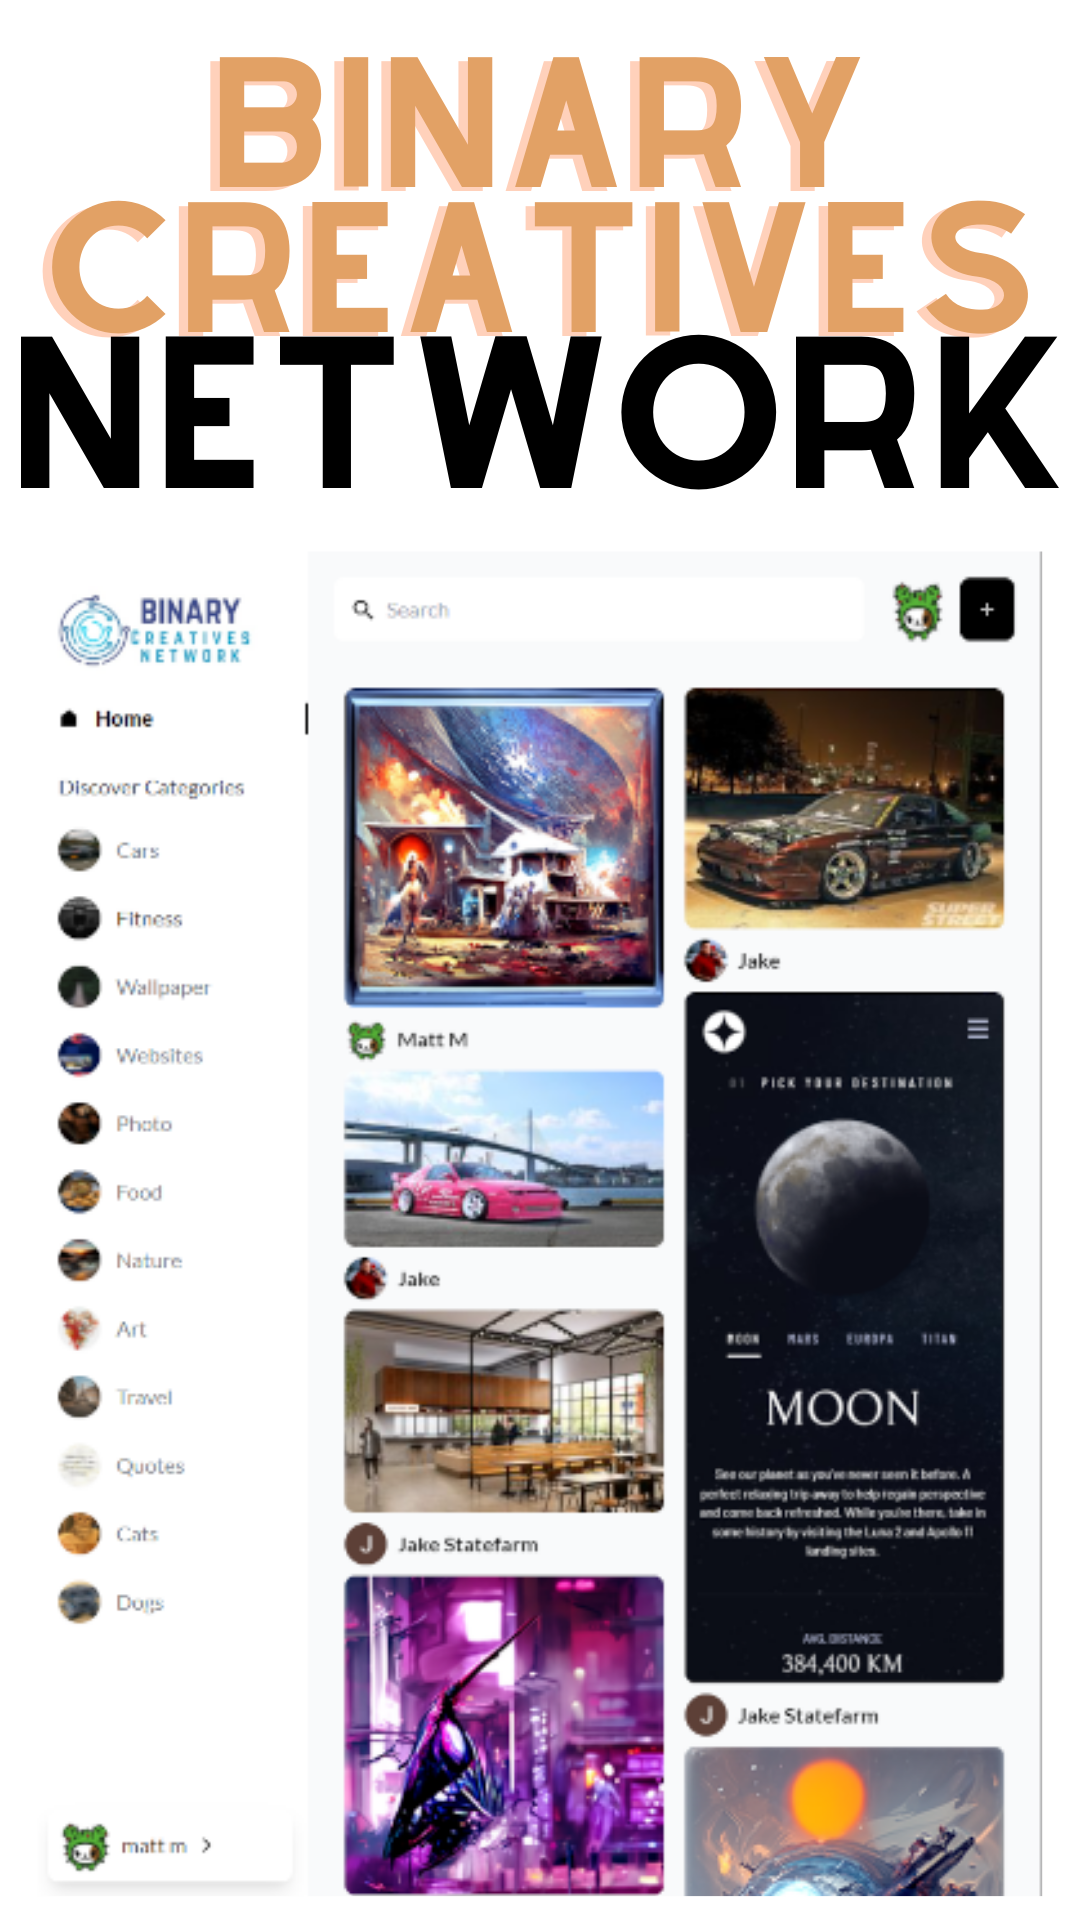 BINARY
CREATIVES
NETWORK
BINARY
CREATIVES
NETWORK
Home
Discover Categories
Cars
Fitness
Wallpaper
Websites
Photo
Food
Nature
Art
Travel
Quotes
Cats
Dogs
matt m
Search
+
Matt M
Jake
Jake Statefarm
SUPER
STREET
Jake
01 PICK YOUR DESTINATION
MOON MARS EUROPA TITAN
MOON
See our planet as you've never seen it before. A
perfect relaxing trip away to help regain perspective
and come back refreshed. While you're there, take in
some history by visiting the Luna 2 and Apollo 11
landing sites.
AVG. DISTANCE
384,400 KM
J
Jake Statefarm